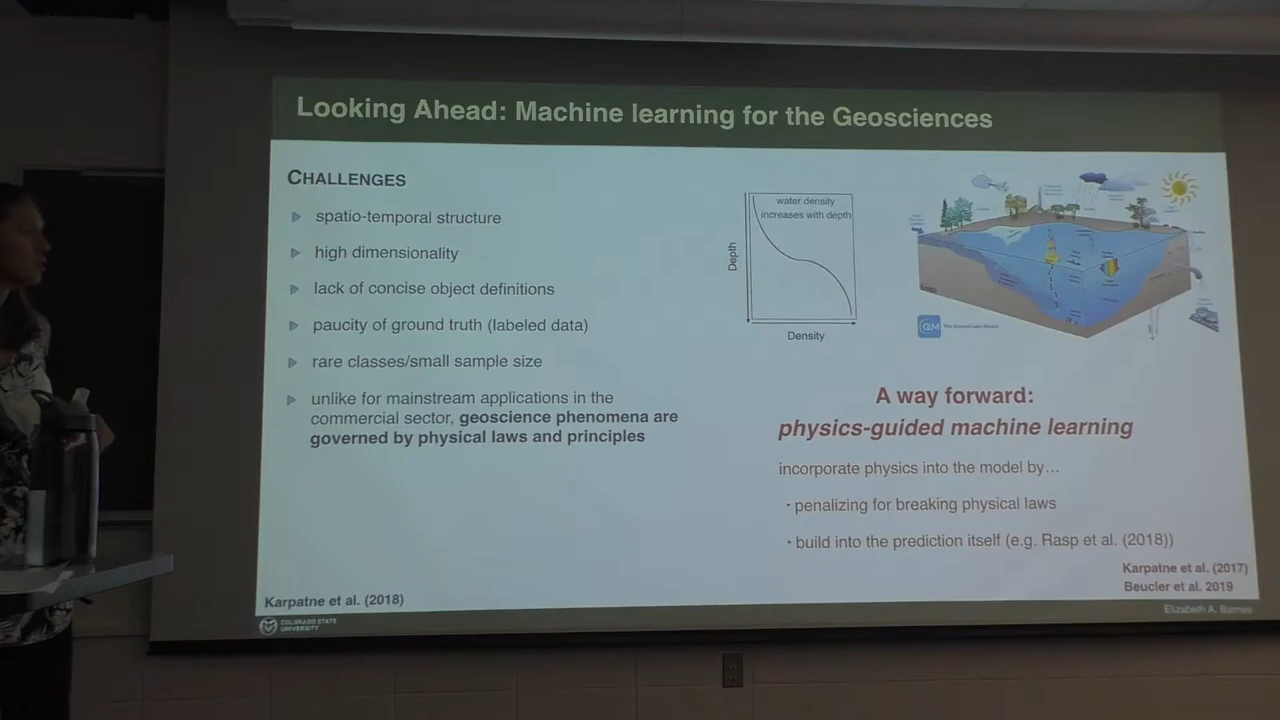 Looking Ahead: Machine learning for the Geosciences
CHALLENGES
spatio-temporal structure
high dimensionality
lack of concise object definitions
paucity of ground truth (labeled data)
rare classes/small sample size
unlike for mainstream applications in the
commercial sector, geoscience phenomena are
governed by physical laws and principles
Karpatne et al. (2018)
COLORADO STATE
UNIVERSITY
water density
increases with depth
Depth
Density
GLM
The General Lake Model
A way forward:
physics-guided machine learning
incorporate physics into the model by…
· penalizing for breaking physical laws
· build into the prediction itself (e.g. Rasp et al. (2018))
Karpatne et al. (2017)
Beucler et al. 2019
Elizabeth A. Barnes